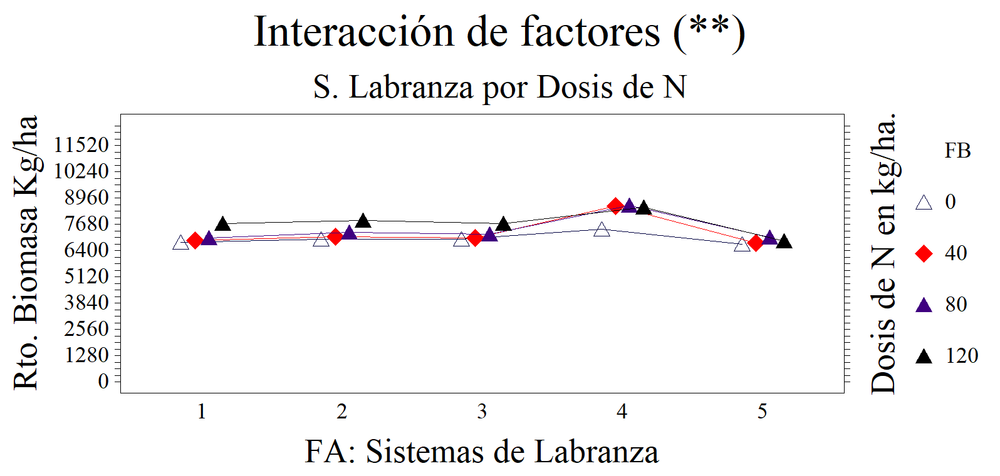 Interacción de factores (**)
S. Labranza por Dosis de N
Rto. Biomasa Kg/ha
11520
10240
8960
7680
6400
5120
3840
2560
1280
0
1 2 3 4 5
FA: Sistemas de Labranza
Dosis de N en kg/ha.
FB
0
40
80
120